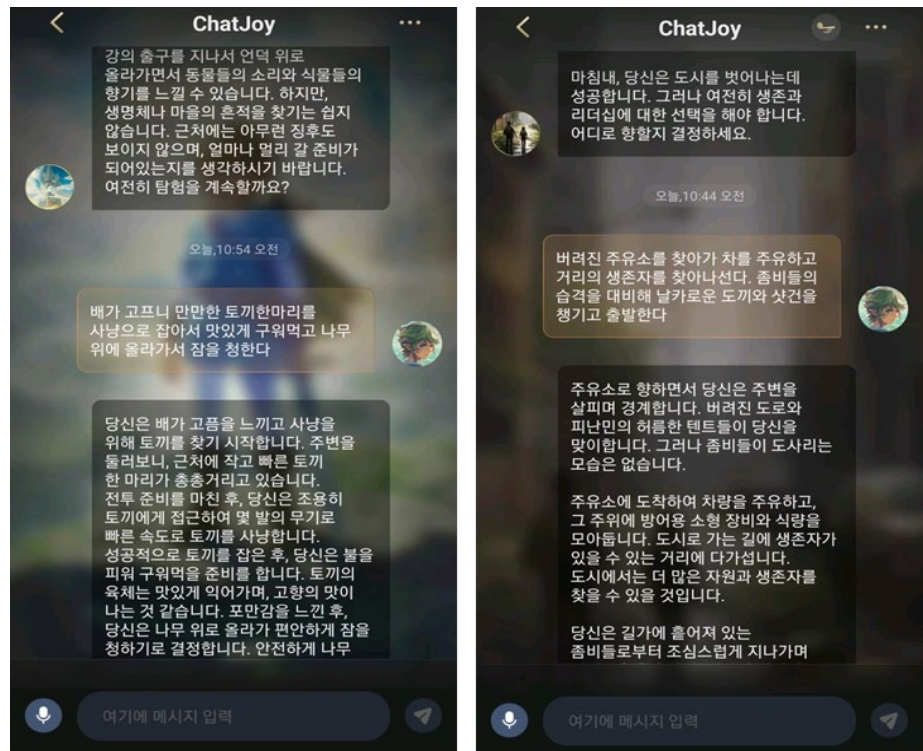 ChatJoy
강의 출구를 지나서 언덕 위로
올라가면서 동물들의 소리와 식물들의
향기를 느낄 수 있습니다. 하지만,
생명체나 마을의 흔적을 찾기는 쉽지
않습니다. 근처에는 아무런 징후도
보이지 않으며, 얼마나 멀리 갈 준비가
되어있는지를 생각하시기 바랍니다.
여전히 탐험을 계속할까요?
오늘,10:54 오전
배가 고프니 만만한 토끼한마리를
사냥으로 잡아서 맛있게 구워먹고 나무
위에 올라가서 잠을 청한다
당신은 배가 고픔을 느끼고 사냥을
위해 토끼를 찾기 시작합니다. 주변을
둘러보니, 근처에 작고 빠른 토끼
한 마리가 총총거리고 있습니다.
전투 준비를 마친 후, 당신은 조용히
토끼에게 접근하여 몇 발의 무기로
빠른 속도로 토끼를 사냥합니다.
성공적으로 토끼를 잡은 후, 당신은 불을
피워 구워먹을 준비를 합니다. 토끼의
육체는 맛있게 익어가며, 고향의 맛이
나는 것 같습니다. 포만감을 느낀 후,
당신은 나무 위로 올라가 편안하게 잠을
청하기로 결정합니다. 안전하게 나무
여기에 메시지 입력
ChatJoy
마침내, 당신은 도시를 벗어나는데
성공합니다. 그러나 여전히 생존과
리더십에 대한 선택을 해야 합니다.
어디로 향할지 결정하세요.
오늘,10:44 오전
버려진 주유소를 찾아가 차를 주유하고
거리의 생존자를 찾아나선다. 좀비들의
습격을 대비해 날카로운 도끼와 샷건을
챙기고 출발한다
주유소로 향하면서 당신은 주변을
살피며 경계합니다. 버려진 도로와
피난민의 허름한 텐트들이 당신을
맞이합니다. 그러나 좀비들이 도사리는
모습은 없습니다.
주유소에 도착하여 차량을 주유하고,
그 주위에 방어용 소형 장비와 식량을
모아둡니다. 도시로 가는 길에 생존자가
있을 수 있는 거리에 다가섭니다.
도시에서는 더 많은 자원과 생존자를
찾을 수 있을 것입니다.
당신은 길가에 흩어져 있는
좀비들로부터 조심스럽게 지나가며
여기에 메시지 입력